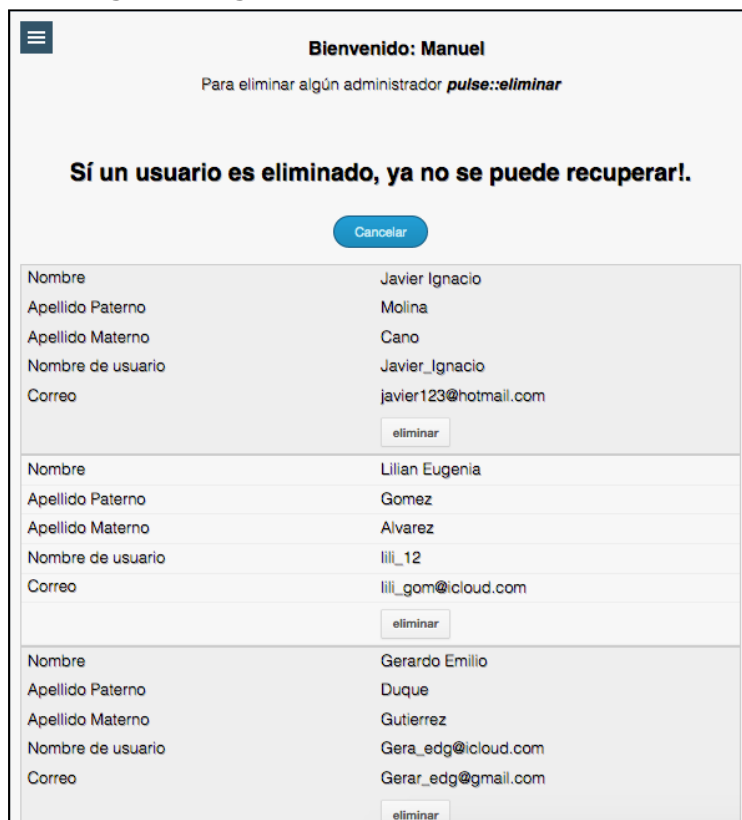 Bienvenido: Manuel
Para eliminar algún administrador pulse::eliminar
Sí un usuario es eliminado, ya no se puede recuperar!.
Cancelar
Nombre Javier Ignacio
Apellido Paterno Molina
Apellido Materno Cano
Nombre de usuario Javier_Ignacio
Correo javier123@hotmail.com
eliminar
Nombre Lilian Eugenia
Apellido Paterno Gomez
Apellido Materno Alvarez
Nombre de usuario lili_12
Correo lili_gom@icloud.com
eliminar
Nombre Gerardo Emilio
Apellido Paterno Duque
Apellido Materno Gutierrez
Nombre de usuario Gera_edg@icloud.com
Correo Gerar_edg@gmail.com
eliminar